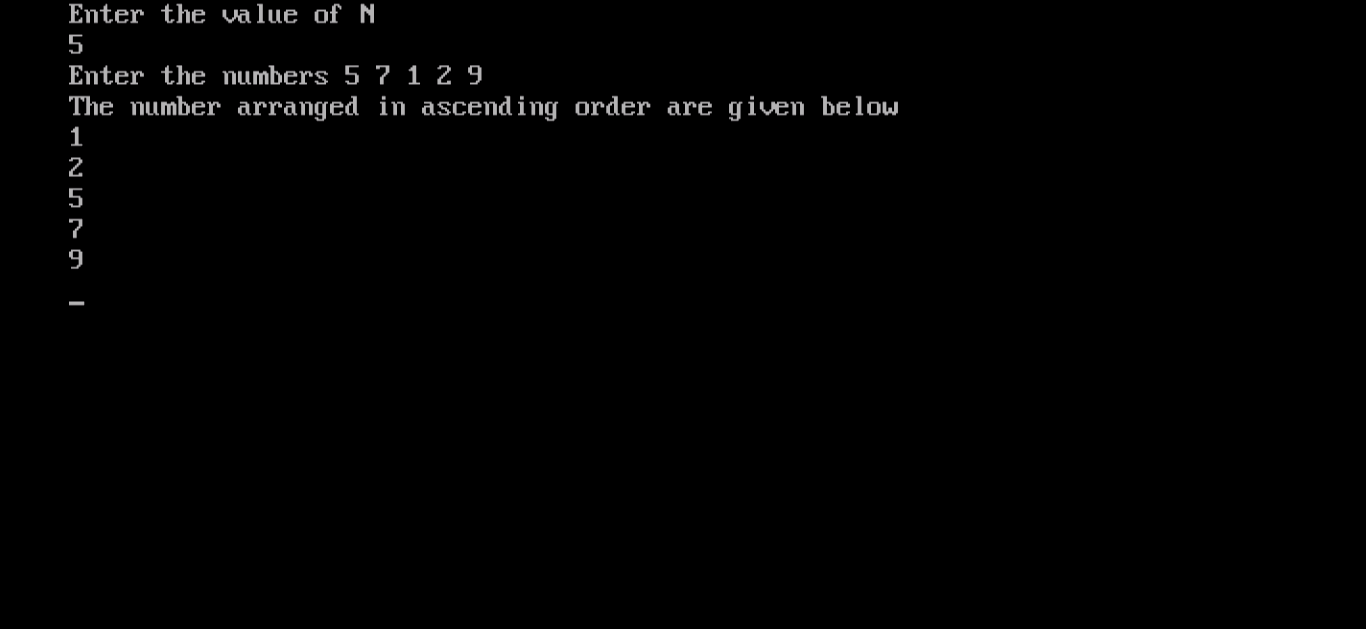 Enter the value of N
5
Enter the numbers 5 7 1 2 9
The number arranged in ascending order are given below
1
2
5
7
9
_